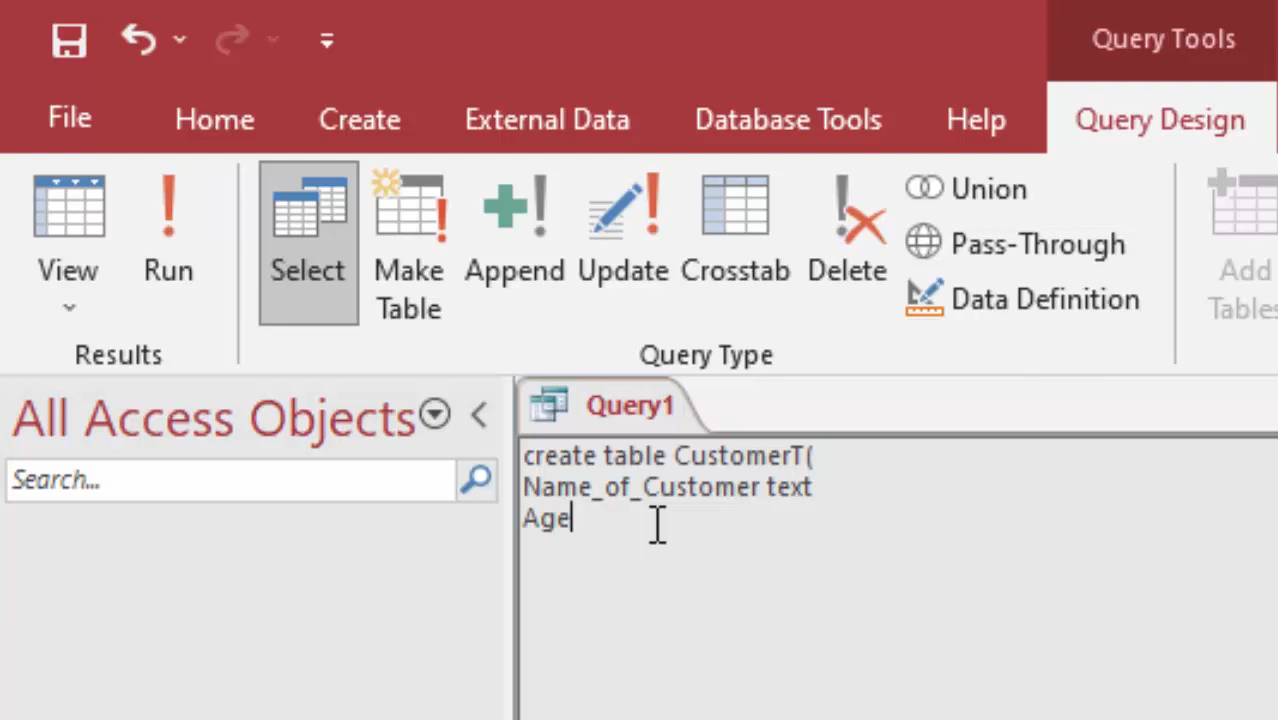 Query Tools
File Home Create External Data Database Tools Help Query Design
View Run Select Make Table Append Update Crosstab Delete
Union
Pass-Through
Data Definition
Add Tables
Results Query Type
All Access Objects
Query1
Search...
create table CustomerT(
Name_of_Customer text
Age